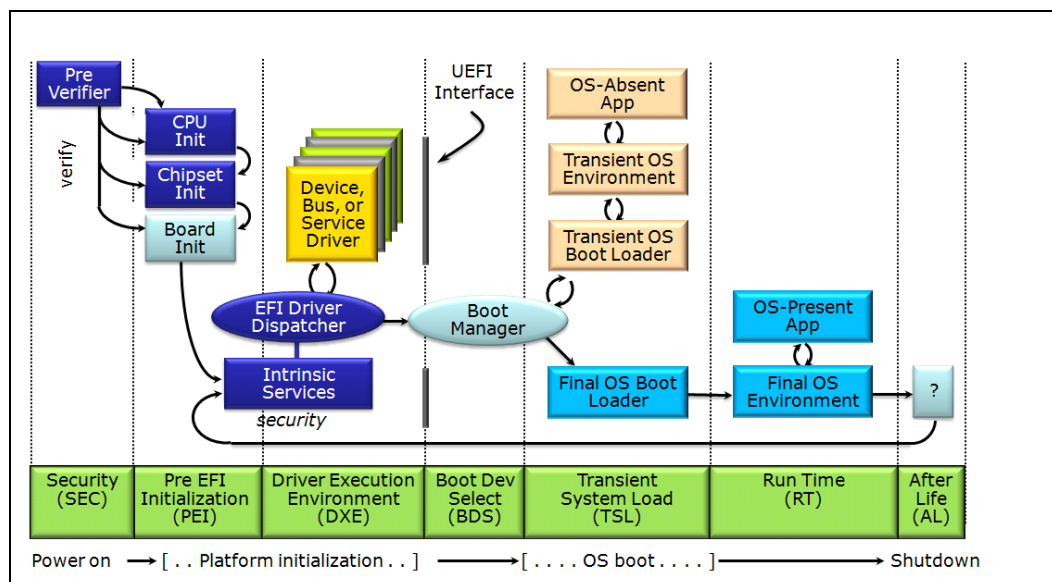 Pre
Verifier
verify
CPU
Init
Chipset
Init
Board
Init
Device,
Bus, or
Service
Driver
EFI Driver
Dispatcher
Intrinsic
Services
security
UEFI
Interface
Boot
Manager
OS-Absent
App
Transient OS
Environment
Transient OS
Boot Loader
Final OS Boot
Loader
OS-Present
App
Final OS
Environment
?
Security
(SEC)
Pre EFI
Initialization
(PEI)
Driver Execution
Environment
(DXE)
Boot Dev
Select
(BDS)
Transient
System Load
(TSL)
Run Time
(RT)
After
Life
(AL)
Power on [ . . Platform initialization . . ] [ . . . . OS boot . . . . ] Shutdown